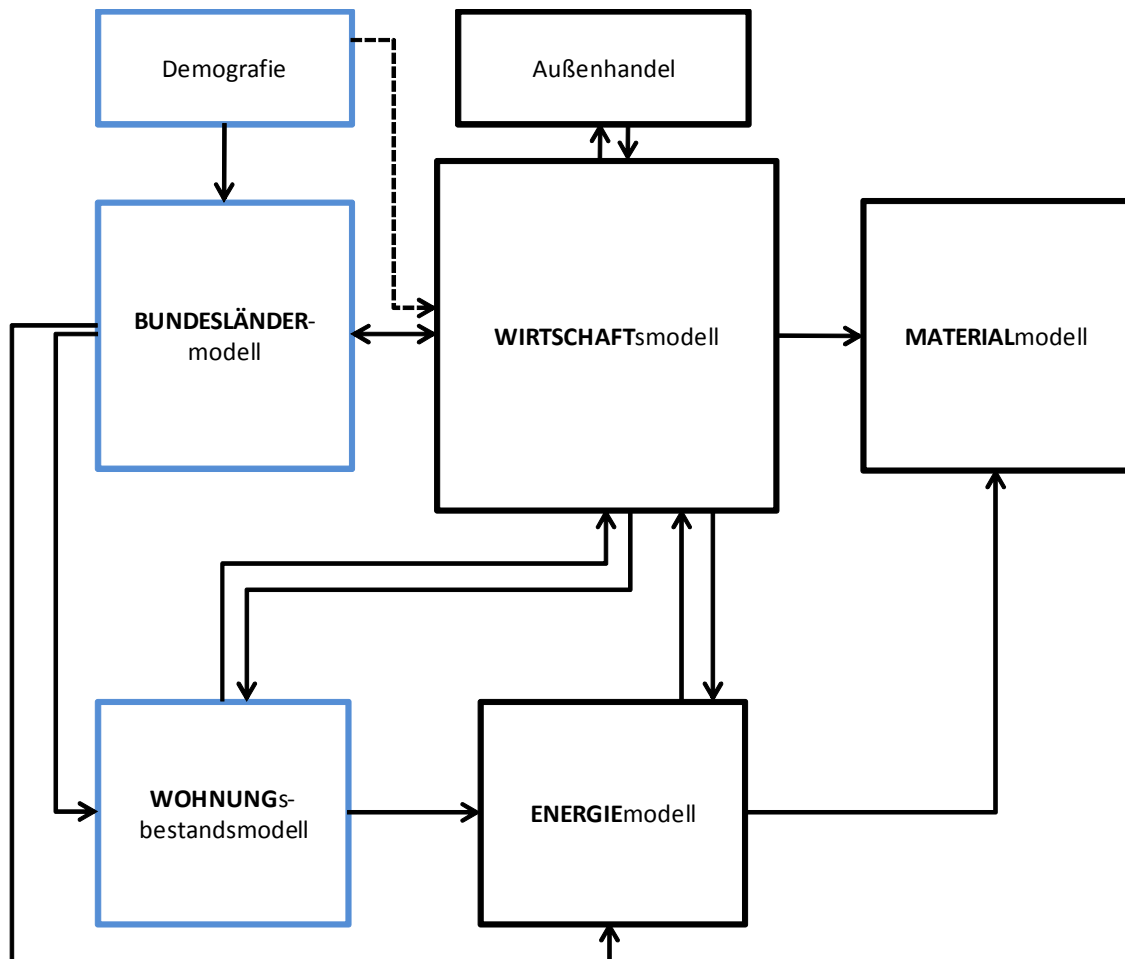 Demografie
Außenhandel
BUNDESLÄNDER-
modell
WIRTSCHAFTsmodell
MATERIALmodell
WOHNUNGs-
bestandsmodell
ENERGIEmodell